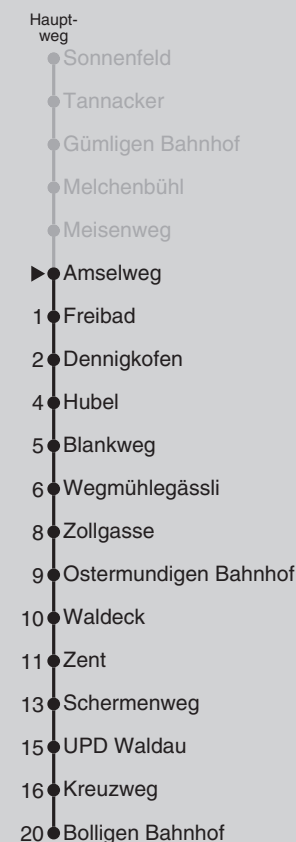 Haupt-
weg
Sonnenfeld
Tannacker
Gümligen Bahnhof
Melchenbühl
Meisenweg
Amselweg
1 Freibad
2 Dennigkofen
4 Hubel
5 Blankweg
6 Wegmühlegässli
8 Zollgasse
9 Ostermundigen Bahnhof
10 Waldeck
11 Zent
13 Schermenweg
15 UPD Waldau
16 Kreuzweg
20 Bolligen Bahnhof